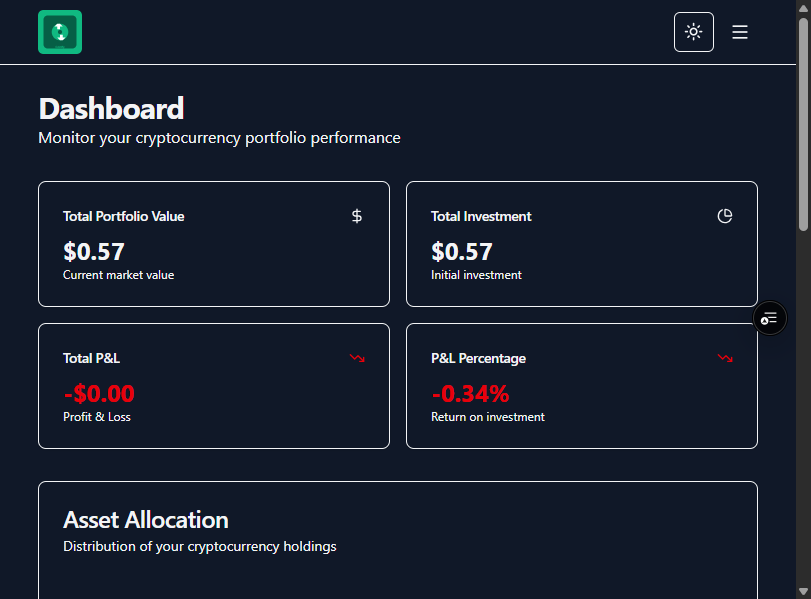 Dashboard
Monitor your cryptocurrency portfolio performance
Total Portfolio Value
$0.57
Current market value
Total Investment
$0.57
Initial investment
Total P&L
-$0.00
Profit & Loss
P&L Percentage
-0.34%
Return on investment
Asset Allocation
Distribution of your cryptocurrency holdings